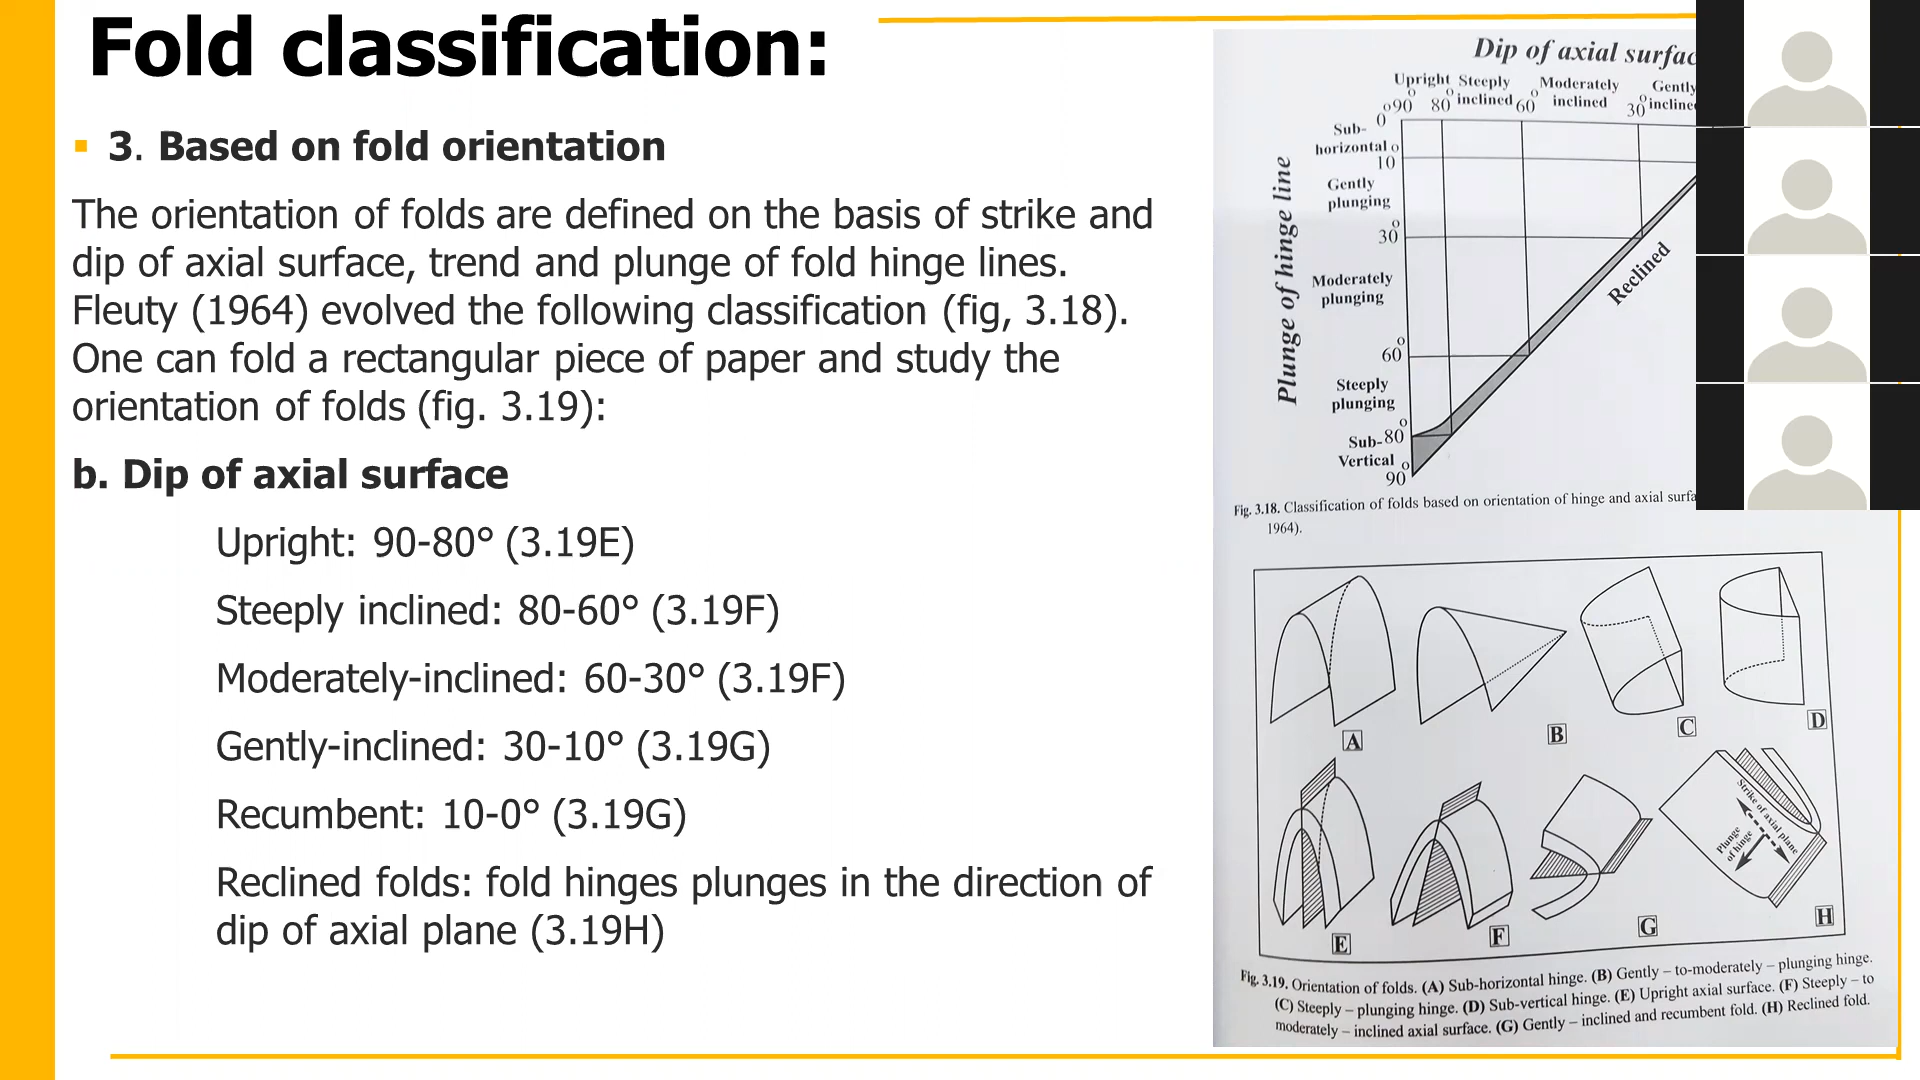 Fold classification:
3. Based on fold orientation
The orientation of folds are defined on the basis of strike and
dip of axial surface, trend and plunge of fold hinge lines.
Fleuty (1964) evolved the following classification (fig, 3.18).
One can fold a rectangular piece of paper and study the
orientation of folds (fig. 3.19):
b. Dip of axial surface
Upright: 90-80° (3.19E)
Steeply inclined: 80-60° (3.19F)
Moderately-inclined: 60-30° (3.19F)
Gently-inclined: 30-10° (3.19G)
Recumbent: 10-0° (3.19G)
Reclined folds: fold hinges plunges in the direction of
dip of axial plane (3.19H)
Dip of axial surfac
Upright Steeply Moderately Gently
o90° 80° inclined 60° inclined 30° incline
Sub- 0
horizontal o
10
Gently
plunging
30°
Moderately
plunging
60°
Steeply
plunging
Sub- 80°
Vertical
90°
Plunge of hinge line
Reclined
Fig. 3.18. Classification of folds based on orientation of hinge and axial surfa
1964).
A
B
C
D
Strike of axial plane
Plunge
of hinge
E
F
G
H
Fig. 3.19. Orientation of folds. (A) Sub-horizontal hinge. (B) Gently – to-moderately – plunging hinge.
(C) Steeply – plunging hinge. (D) Sub-vertical hinge. (E) Upright axial surface. (F) Steeply – to
moderately – inclined axial surface. (G) Gently – inclined and recumbent fold. (H) Reclined fold.